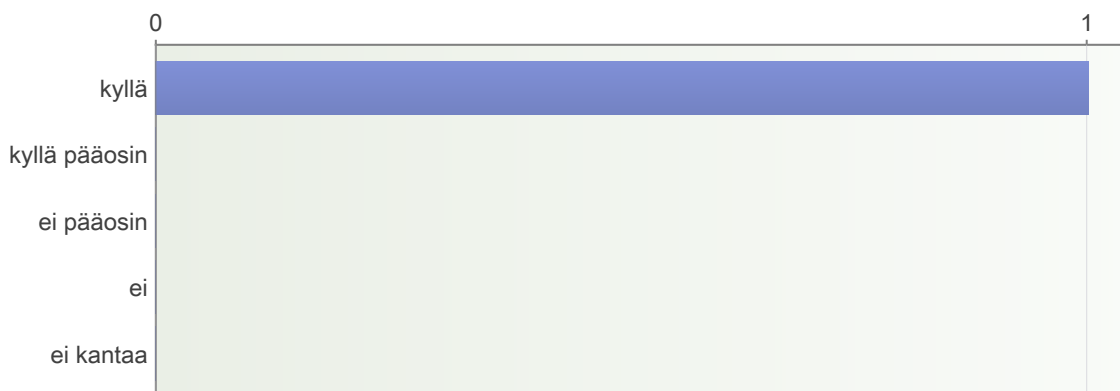 0 1
kyllä
kyllä pääosin
ei pääosin
ei
ei kantaa